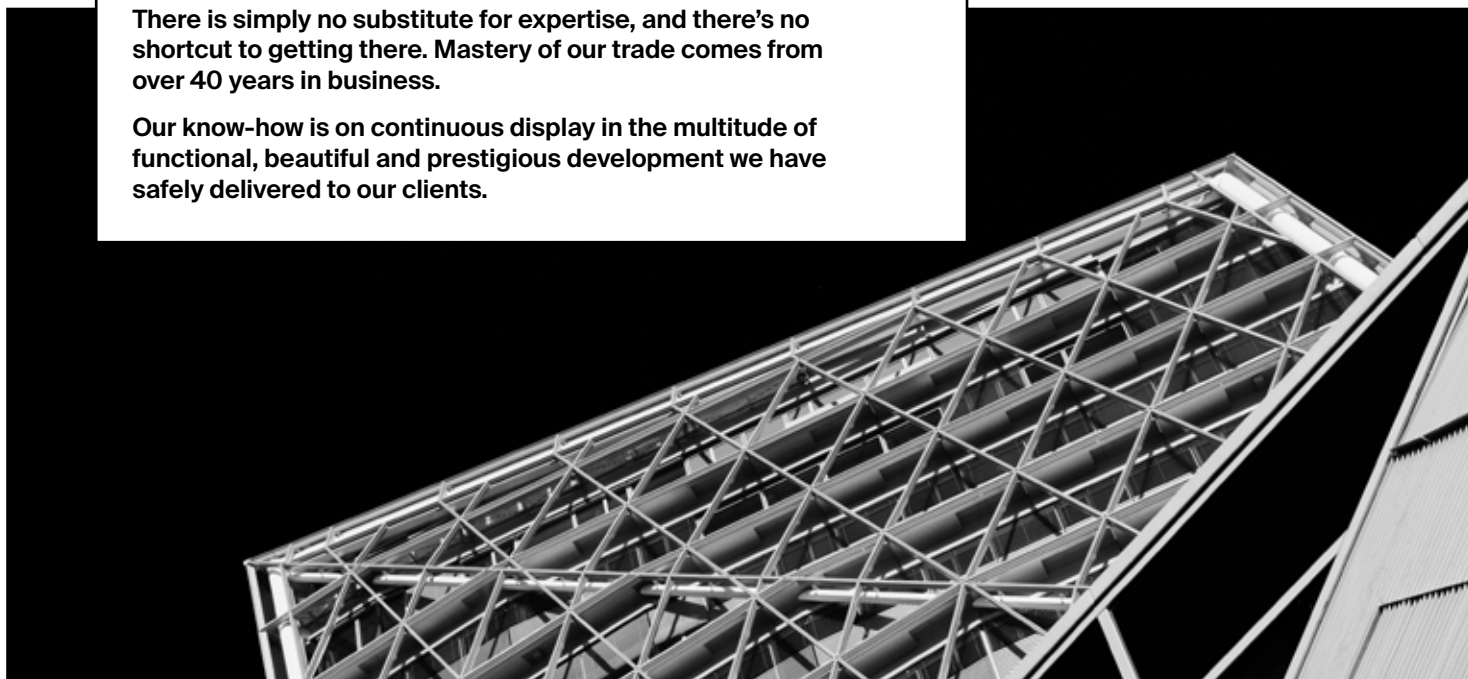 There is simply no substitute for expertise, and there’s no
shortcut to getting there. Mastery of our trade comes from
over 40 years in business.
Our know-how is on continuous display in the multitude of
functional, beautiful and prestigious development we have
safely delivered to our clients.